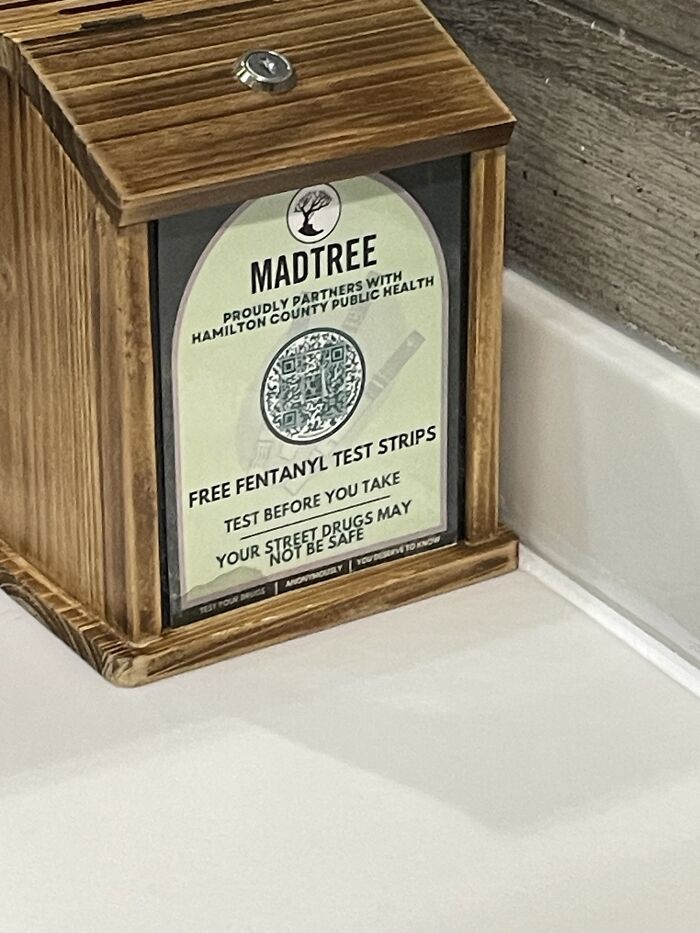 MADTREE
PROUDLY PARTNERS WITH
HAMILTON COUNTY PUBLIC HEALTH
FREE FENTANYL TEST STRIPS
TEST BEFORE YOU TAKE
YOUR STREET DRUGS MAY
NOT BE SAFE
TEST YOUR DRUGS | ANONYMOUSLY | YOU DESERVE TO KNOW